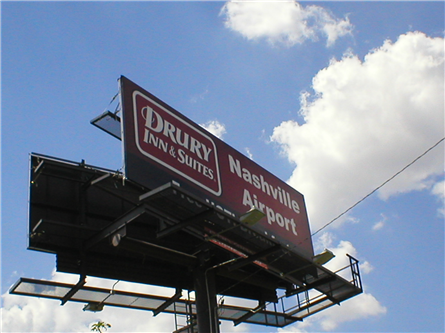 DRURY
INN & SUITES
Nashville
Airport